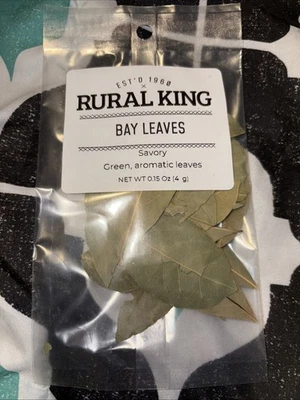 EST'D 1960
RURAL KING
BAY LEAVES
Savory
Green, aromatic leaves
NET WT 0.15 Oz (4 g)